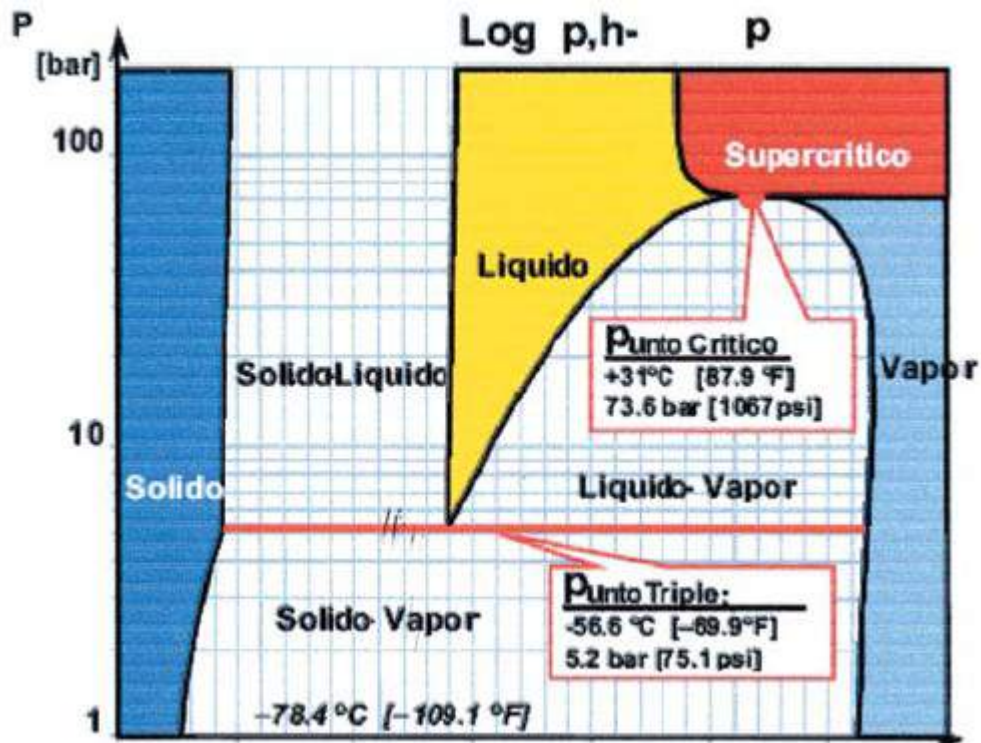 P
[bar]
Log p,h- p
100
Supercritico
Liquido
Punto Critico
+31°C [87.9 °F]
73.6 bar [1067 psi]
Solido-Liquido
Vapor
10
Solido
Liquido- Vapor
Punto Triple:
-56.6 °C [-69.9°F]
5.2 bar [75.1 psi]
Solido- Vapor
-78.4 °C [-109.1 °F]
1